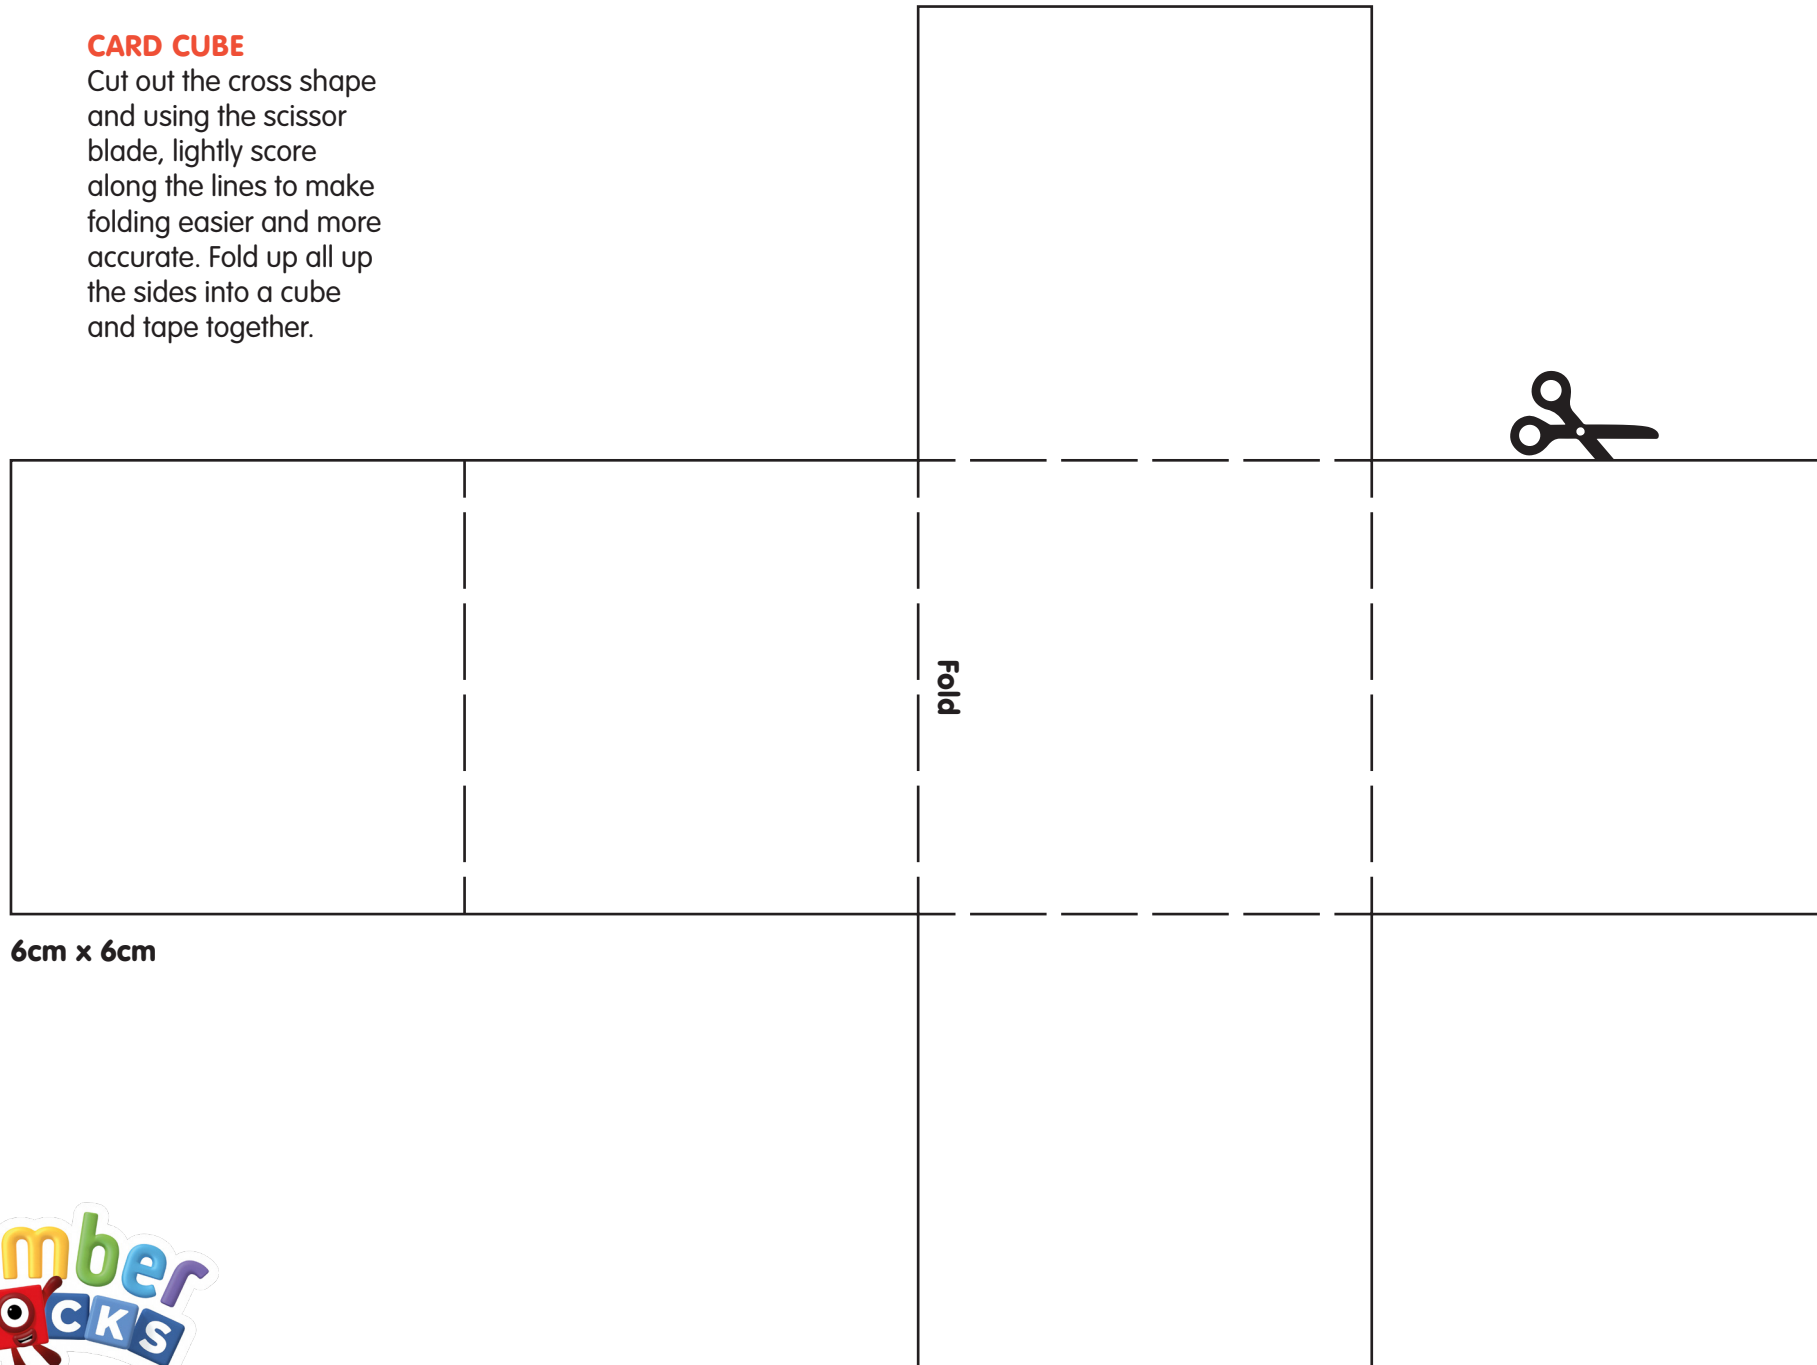 CARD CUBE
Cut out the cross shape
and using the scissor
blade, lightly score
along the lines to make
folding easier and more
accurate. Fold up all up
the sides into a cube
and tape together.
Fold
6cm x 6cm
mber
OCKS